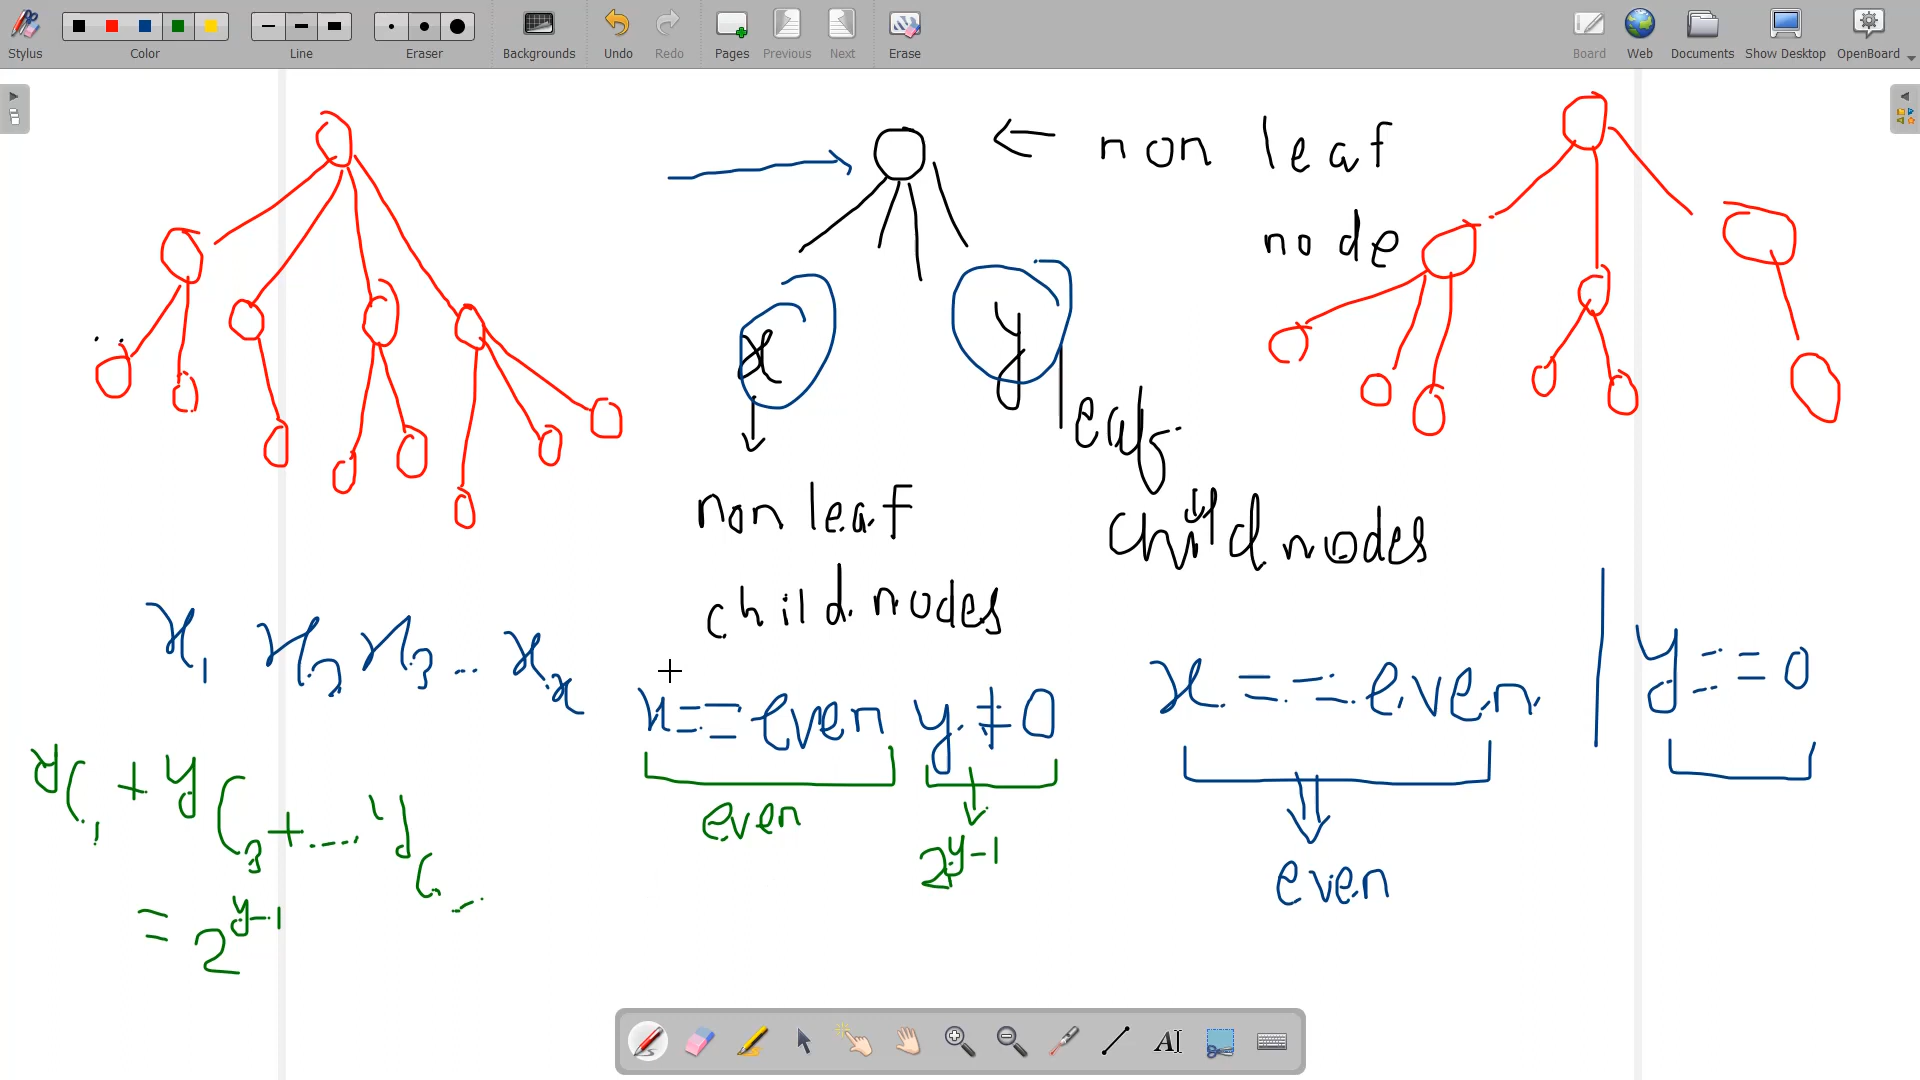 Stylus Color Line Eraser Backgrounds Undo Redo Pages Previous Next Erase Board Web Documents Show Desktop OpenBoard
← non leaf
node
x y leaf
non leaf child nodes
child nodes
x1 x2 x3 ... xx
x == even y ≠ 0
x == even | y == 0
even
2^y-1
even
yC1 + yC3 + .... yC...
= 2^y-1